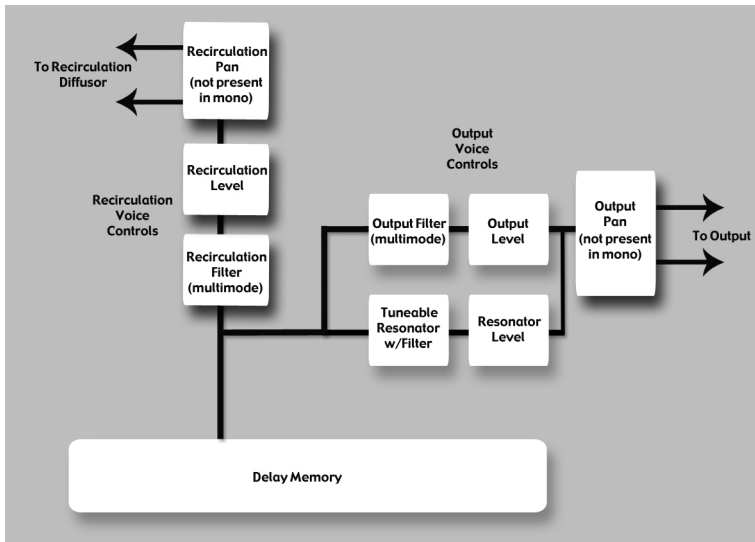 To Recirculation
Diffusor
Recirculation
Pan
(not present
in mono)
Recirculation
Level
Recirculation
Voice
Controls
Recirculation
Filter
(multimode)
Output
Voice
Controls
Output Filter
(multimode)
Output
Level
Output
Pan
(not present
in mono)
To Output
Tuneable
Resonator
w/Filter
Resonator
Level
Delay Memory